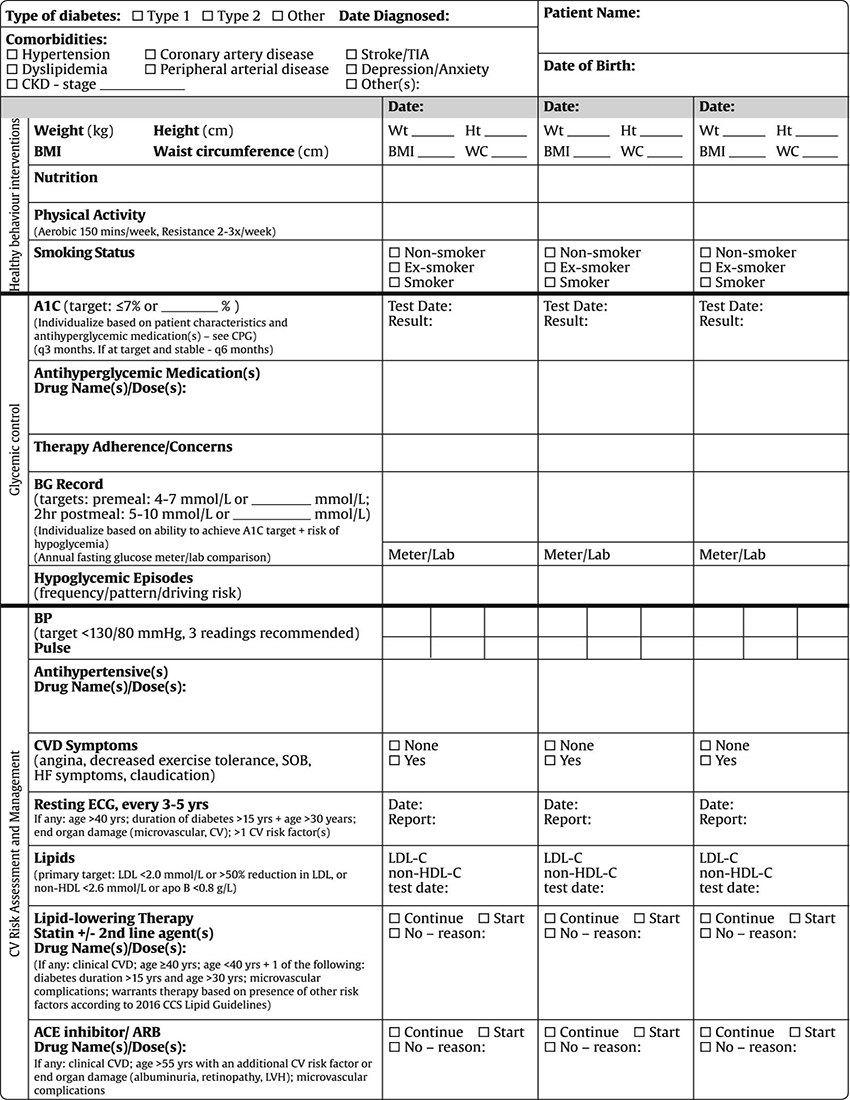 Type of diabetes: ☐ Type 1 ☐ Type 2 ☐ Other Date Diagnosed:
Patient Name:
Comorbidities:
☐ Hypertension ☐ Coronary artery disease ☐ Stroke/TIA
☐ Dyslipidemia ☐ Peripheral arterial disease ☐ Depression/Anxiety
☐ CKD - stage ____________ ☐ Other(s):
Date of Birth:
Date: Date: Date:
Healthy behaviour interventions
Weight (kg) Height (cm) Wt ______ Ht ______ Wt ______ Ht ______ Wt ______ Ht ______
BMI Waist circumference (cm) BMI _____ WC _____ BMI _____ WC _____ BMI _____ WC _____
Nutrition
Physical Activity
(Aerobic 150 mins/week, Resistance 2-3x/week)
Smoking Status ☐ Non-smoker ☐ Non-smoker ☐ Non-smoker
☐ Ex-smoker ☐ Ex-smoker ☐ Ex-smoker
☐ Smoker ☐ Smoker ☐ Smoker
Glycemic control
A1C (target: ≤7% or ________ % ) Test Date: Test Date: Test Date:
(Individualize based on patient characteristics and Result: Result: Result:
antihyperglycemic medication(s) – see CPG)
(q3 months. If at target and stable - q6 months)
Antihyperglycemic Medication(s)
Drug Name(s)/Dose(s):
Therapy Adherence/Concerns
BG Record
(targets: premeal: 4-7 mmol/L or ________ mmol/L;
2hr postmeal: 5-10 mmol/L or ___________ mmol/L)
(Individualize based on ability to achieve A1C target + risk of
hypoglycemia)
(Annual fasting glucose meter/lab comparison) Meter/Lab Meter/Lab Meter/Lab
Hypoglycemic Episodes
(frequency/pattern/driving risk)
CV Risk Assessment and Management
BP
(target <130/80 mmHg, 3 readings recommended)
Pulse
Antihypertensive(s)
Drug Name(s)/Dose(s):
CVD Symptoms ☐ None ☐ None ☐ None
(angina, decreased exercise tolerance, SOB, ☐ Yes ☐ Yes ☐ Yes
HF symptoms, claudication)
Resting ECG, every 3-5 yrs Date: Date: Date:
If any: age >40 yrs; duration of diabetes >15 yrs + age >30 years; Report: Report: Report:
end organ damage (microvascular, CV); >1 CV risk factor(s)
Lipids LDL-C LDL-C LDL-C
(primary target: LDL <2.0 mmol/L or >50% reduction in LDL, or non-HDL-C non-HDL-C non-HDL-C
non-HDL <2.6 mmol/L or apo B <0.8 g/L) test date: test date: test date:
Lipid-lowering Therapy ☐ Continue ☐ Start ☐ Continue ☐ Start ☐ Continue ☐ Start
Statin +/- 2nd line agent(s) ☐ No – reason: ☐ No – reason: ☐ No – reason:
Drug Name(s)/Dose(s):
(If any: clinical CVD; age ≥40 yrs; age <40 yrs + 1 of the following:
diabetes duration >15 yrs and age >30 yrs; microvascular
complications; warrants therapy based on presence of other risk
factors according to 2016 CCS Lipid Guidelines)
ACE inhibitor/ ARB ☐ Continue ☐ Start ☐ Continue ☐ Start ☐ Continue ☐ Start
Drug Name(s)/Dose(s): ☐ No – reason: ☐ No – reason: ☐ No – reason:
If any: clinical CVD; age >55 yrs with an additional CV risk factor or
end organ damage (albuminuria, retinopathy, LVH); microvascular
complications